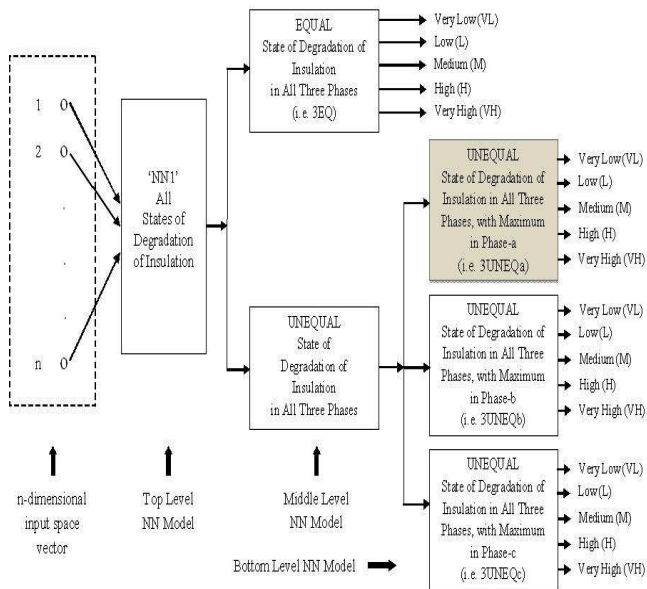 1 O
2 O
.
.
.
n O
'NN1'
All
States of
Degradation
of Insulation
EQUAL
State of Degradation of
Insulation
in All Three Phases
(i.e. 3EQ)
Very Low (VL)
Low (L)
Medium (M)
High (H)
Very High (VH)
UNEQUAL
State of
Degradation of
Insulation
in All Three Phases
UNEQUAL
State of Degradation of
Insulation in All Three
Phases, with Maximum
in Phase-a
(i.e. 3UNEQa)
Very Low (VL)
Low (L)
Medium (M)
High (H)
Very High (VH)
UNEQUAL
State of Degradation of
Insulation in All Three
Phases, with Maximum
in Phase-b
(i.e. 3UNEQb)
Very Low (VL)
Low (L)
Medium (M)
High (H)
Very High (VH)
UNEQUAL
State of Degradation of
Insulation in All Three
Phases, with Maximum
in Phase-c
(i.e. 3UNEQc)
Very Low (VL)
Low (L)
Medium (M)
High (H)
Very High (VH)
n-dimensional
input space
vector
Top Level
NN Model
Middle Level
NN Model
Bottom Level NN Model